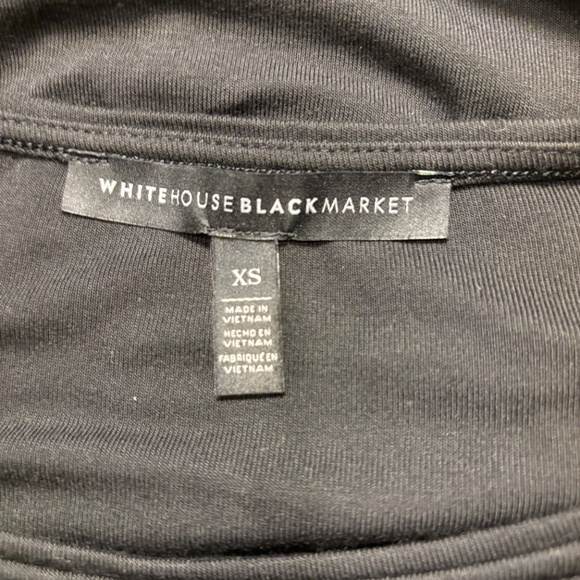 WHITEHOUSEBLACKMARKET
XS
MADE IN
VIETNAM
HECHO EN
VIETNAM
FABRIQUÉ EN
VIETNAM